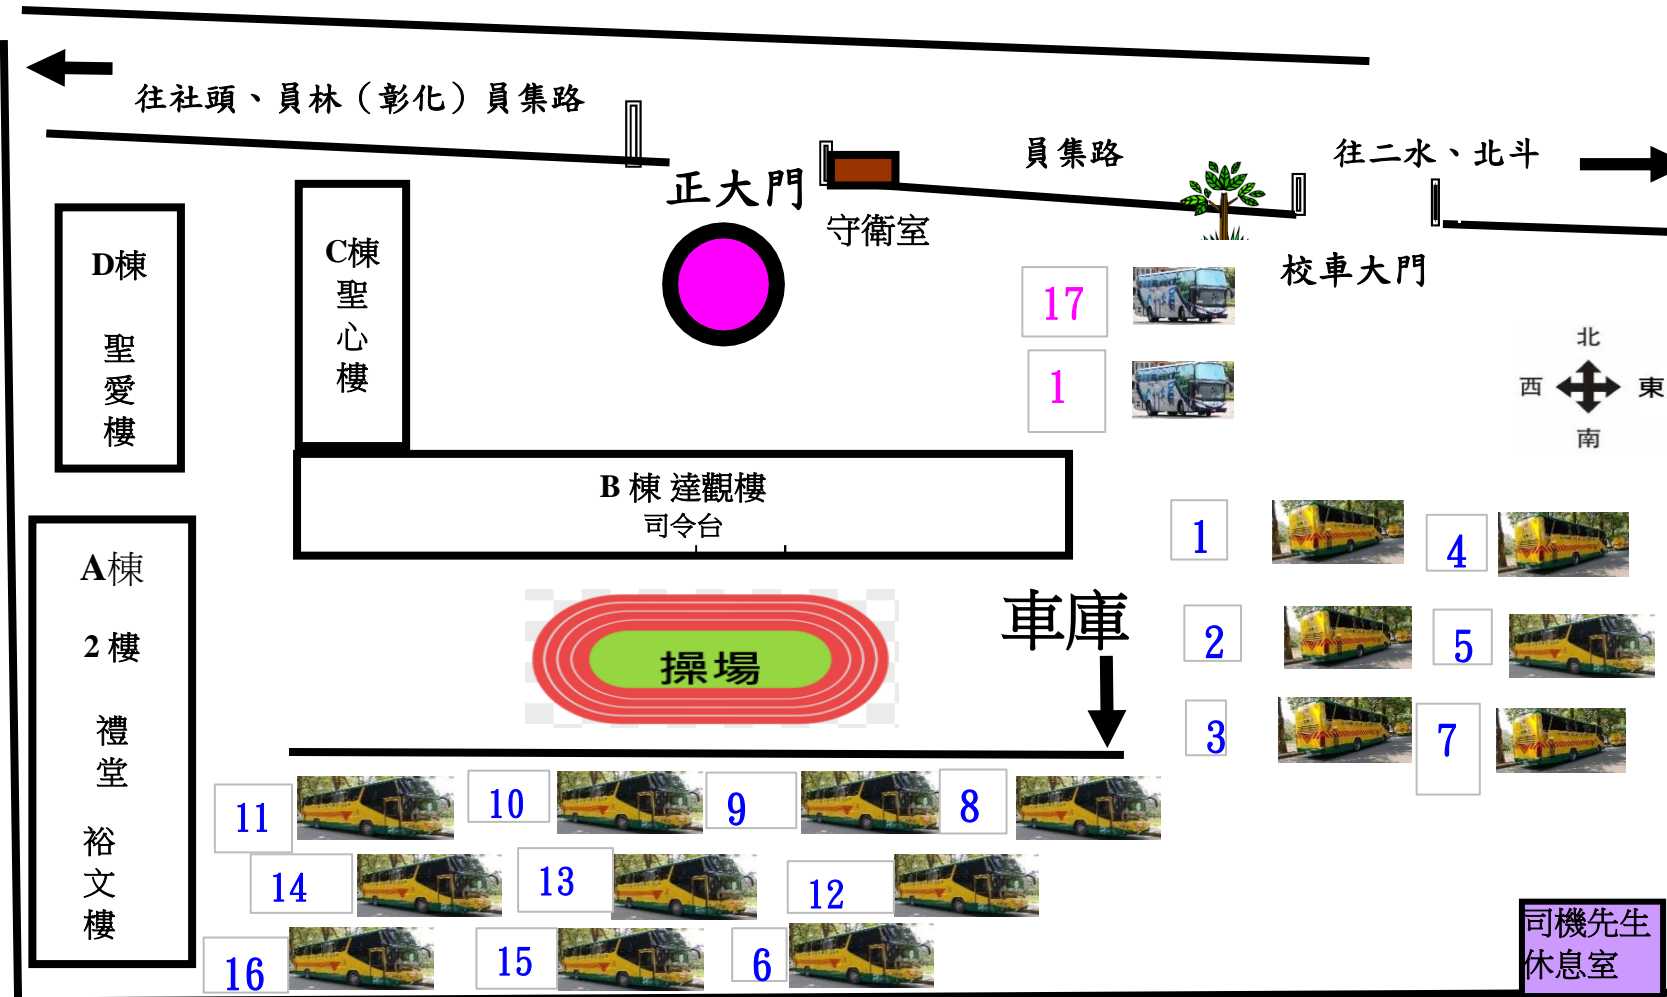 往社頭、員林（彰化）員集路
員集路
往二水、北斗
正大門
守衛室
校車大門
D棟
聖
愛
樓
C棟
聖
心
樓
17
1
北
西
東
南
B 棟 達觀樓
司令台
A棟
2 樓
禮
堂
裕
文
樓
操場
車庫
1
4
2
5
3
7
11
10
9
8
14
13
12
16
15
6
司機先生
休息室